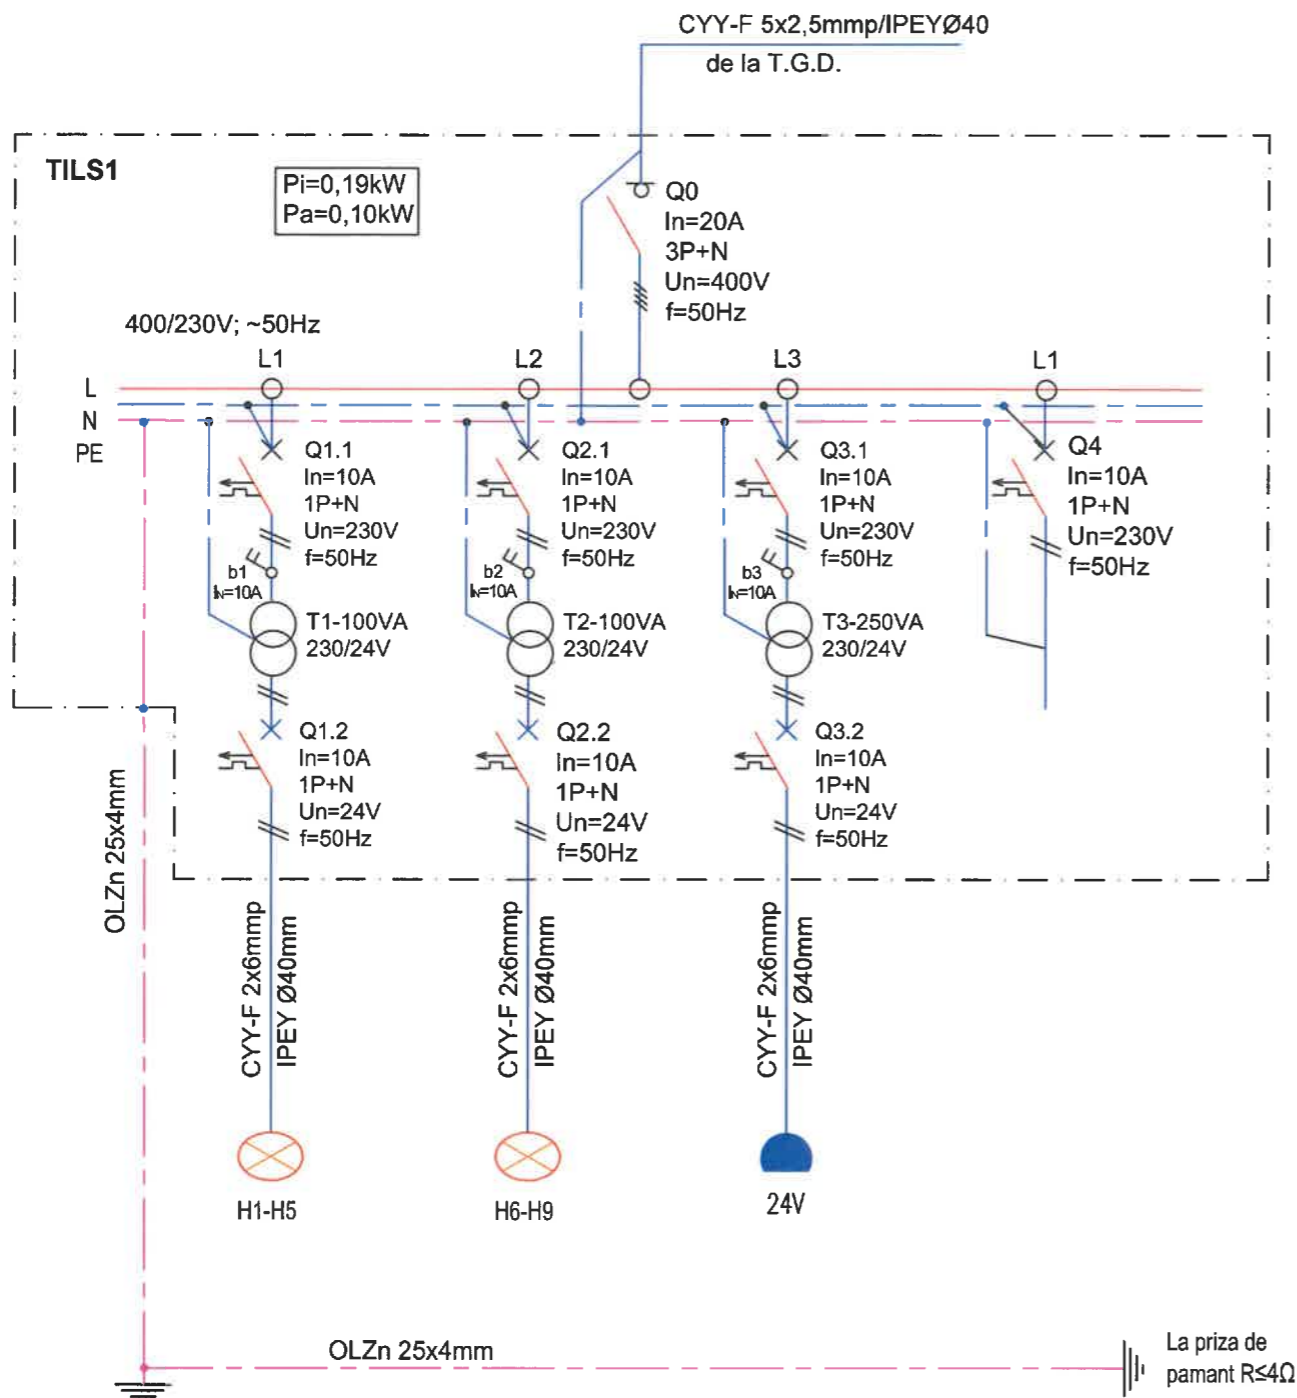 CYY-F 5x2,5mmp/IPEYØ40
de la T.G.D.
TILS1
Pi=0,19kW
Pa=0,10kW
Q0
In=20A
3P+N
Un=400V
f=50Hz
400/230V; ~50Hz
L1
L2
L3
L1
L
N
PE
Q1.1
In=10A
1P+N
Un=230V
f=50Hz
b1
IN=10A
T1-100VA
230/24V
Q1.2
In=10A
1P+N
Un=24V
f=50Hz
Q2.1
In=10A
1P+N
Un=230V
f=50Hz
b2
IN=10A
T2-100VA
230/24V
Q2.2
In=10A
1P+N
Un=24V
f=50Hz
Q3.1
In=10A
1P+N
Un=230V
f=50Hz
b3
IN=10A
T3-250VA
230/24V
Q3.2
In=10A
1P+N
Un=24V
f=50Hz
Q4
In=10A
1P+N
Un=230V
f=50Hz
OLZn 25x4mm
CYY-F 2x6mmp
IPEY Ø40mm
CYY-F 2x6mmp
IPEY Ø40mm
CYY-F 2x6mmp
IPEY Ø40mm
H1-H5
H6-H9
24V
OLZn 25x4mm
La priza de
pamant R≤4Ω